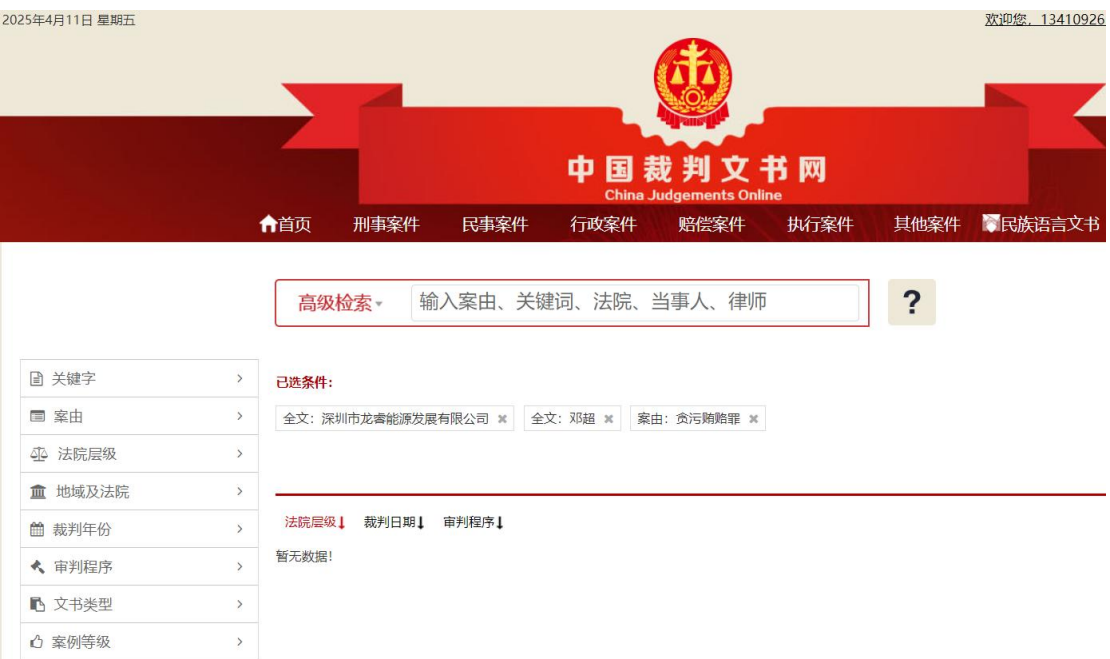 2025年4月11日 星期五
欢迎您，13410926
中国裁判文书网
China Judgements Online
首页 刑事案件 民事案件 行政案件 赔偿案件 执行案件 其他案件 民族语言文书
高级检索 输入案由、关键词、法院、当事人、律师 ?
关键字
已选条件：
案由
全文：深圳市龙睿能源发展有限公司 × 全文：邓超 × 案由：贪污贿赂罪 ×
法院层级
地域及法院
法院层级 裁判日期 审判程序
裁判年份
暂无数据!
审判程序
文书类型
案例等级